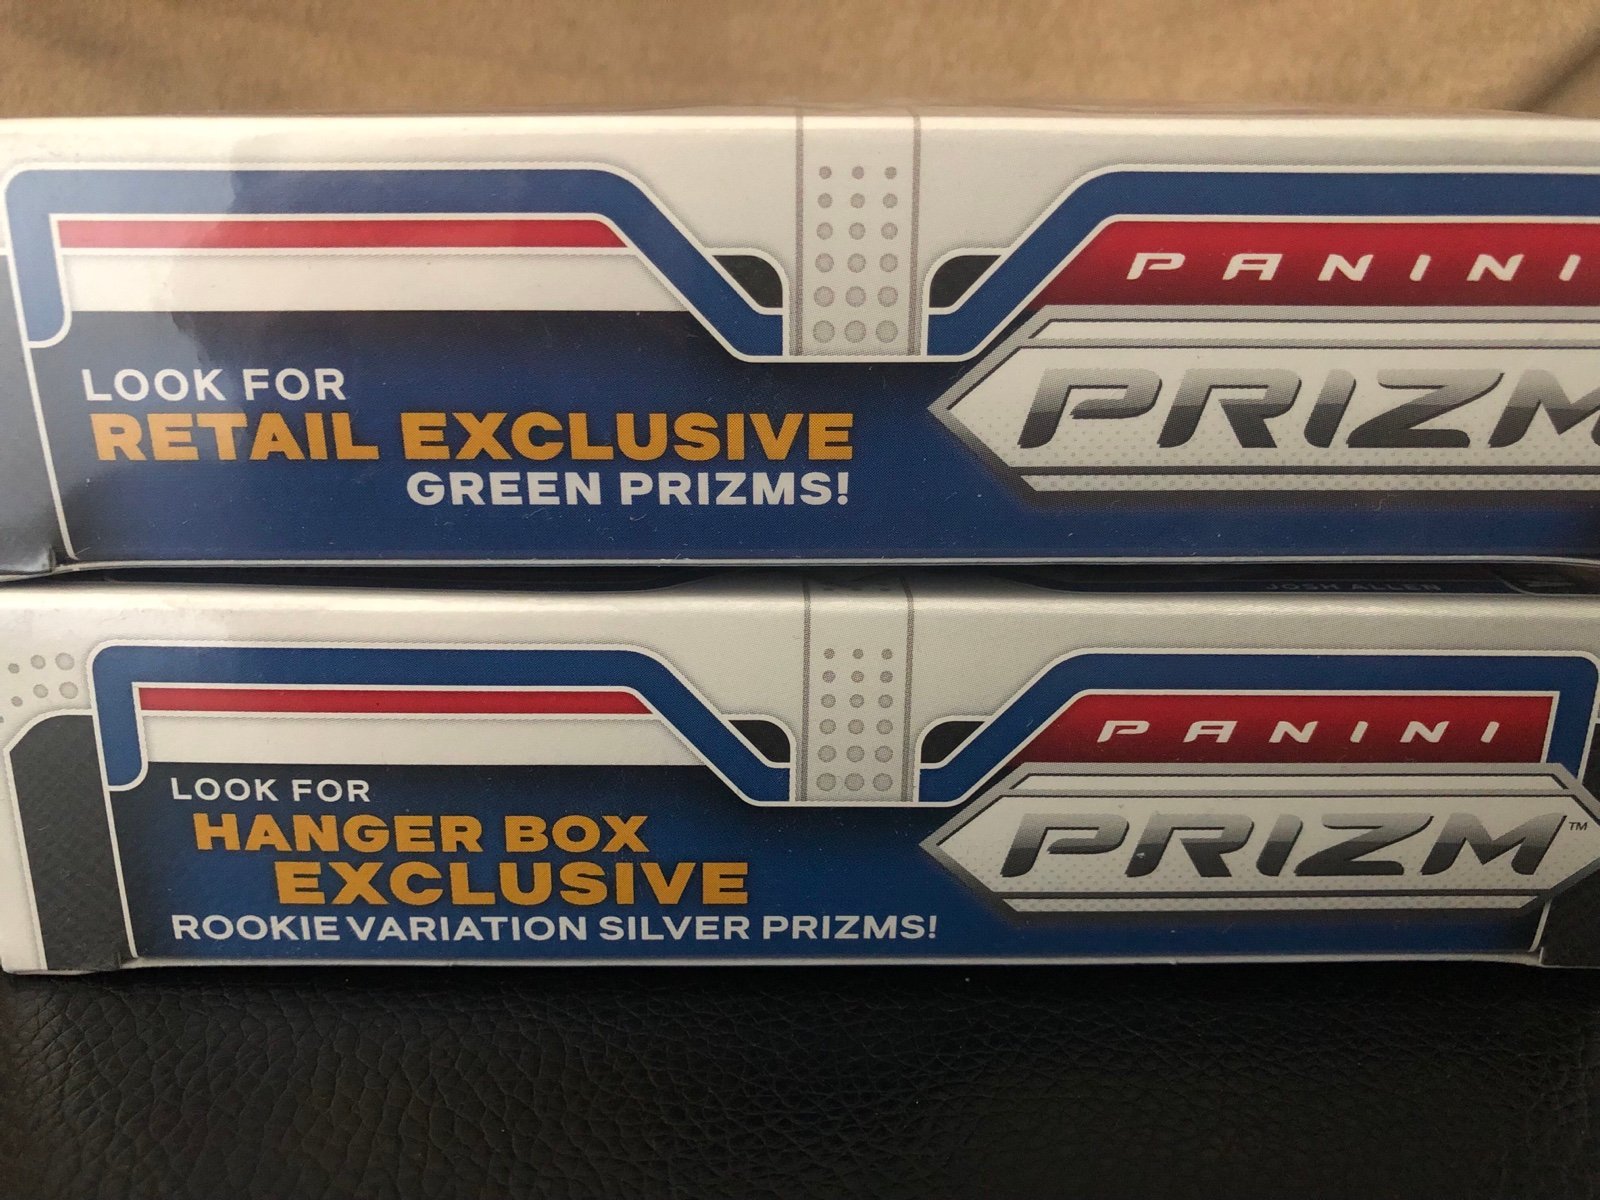 LOOK FOR
RETAIL EXCLUSIVE
GREEN PRIZMS!
PANINI
PRIZM
JOSH ALLEN
LOOK FOR
HANGER BOX
EXCLUSIVE
ROOKIE VARIATION SILVER PRIZMS!
PANINI
PRIZM™